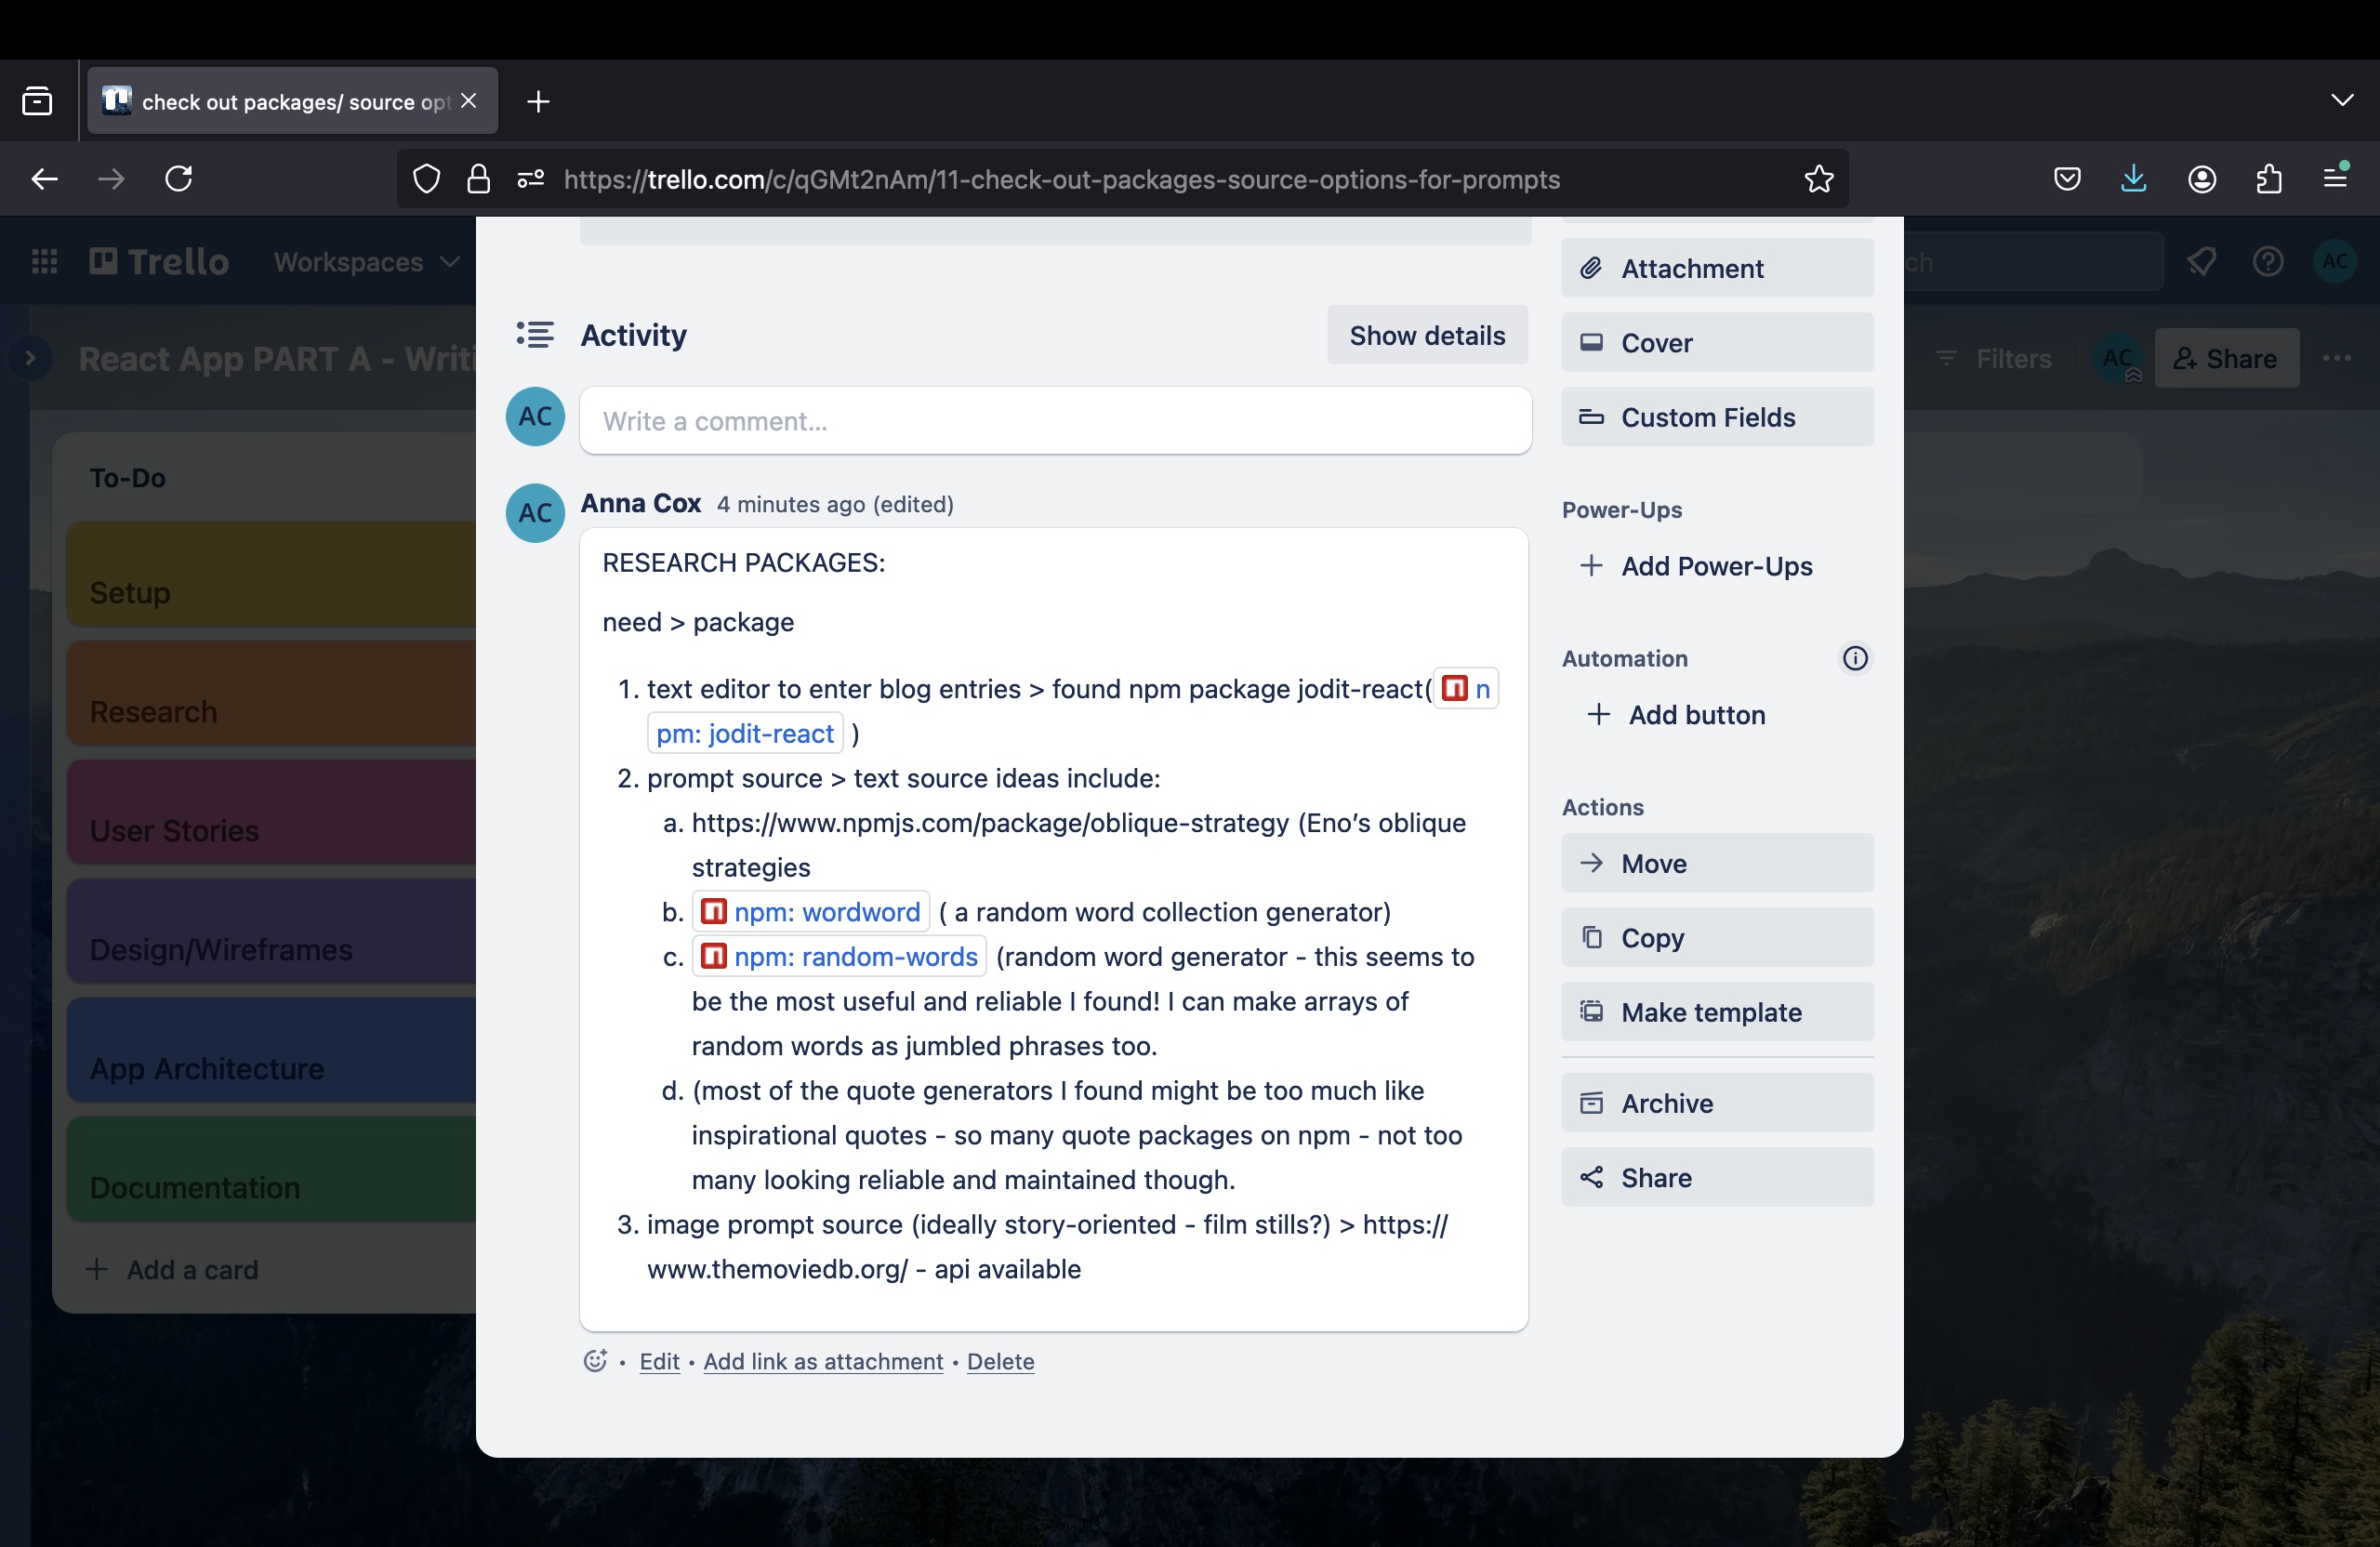 check out packages/ source opt
https://trello.com/c/qGMt2nAm/11-check-out-packages-source-options-for-prompts
Trello
Workspaces
ch
AC
React App PART A - Writi
Filters
AC
Share
To-Do
Setup
Research
User Stories
Design/Wireframes
App Architecture
Documentation
Add a card
Activity
Show details
AC
Write a comment...
AC
Anna Cox 4 minutes ago (edited)
RESEARCH PACKAGES:
need > package
1. text editor to enter blog entries > found npm package jodit-react( n
pm: jodit-react )
2. prompt source > text source ideas include:
a. https://www.npmjs.com/package/oblique-strategy (Eno’s oblique
strategies
b. npm: wordword ( a random word collection generator)
c. npm: random-words (random word generator - this seems to
be the most useful and reliable I found! I can make arrays of
random words as jumbled phrases too.
d. (most of the quote generators I found might be too much like
inspirational quotes - so many quote packages on npm - not too
many looking reliable and maintained though.
3. image prompt source (ideally story-oriented - film stills?) > https://
www.themoviedb.org/ - api available
Edit • Add link as attachment • Delete
Attachment
Cover
Custom Fields
Power-Ups
Add Power-Ups
Automation
Add button
Actions
Move
Copy
Make template
Archive
Share